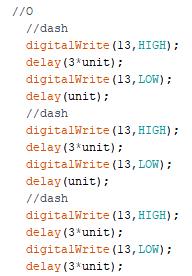 //O
//dash
digitalWrite(13,HIGH);
delay(3*unit);
digitalWrite(13,LOW);
delay(unit);
//dash
digitalWrite(13,HIGH);
delay(3*unit);
digitalWrite(13,LOW);
delay(unit);
//dash
digitalWrite(13,HIGH);
delay(3*unit);
digitalWrite(13,LOW);
delay(3*unit);